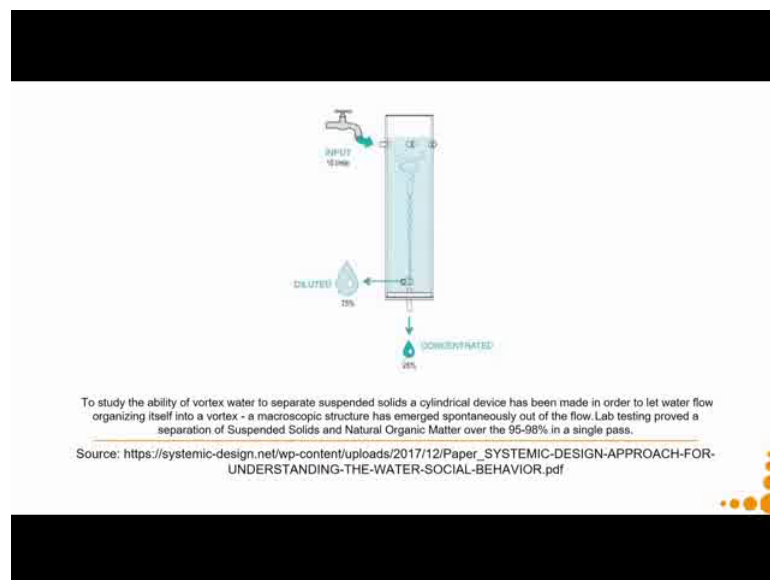 INPUT
10 l/min
DILUTED
75%
CONCENTRATED
25%
To study the ability of vortex water to separate suspended solids a cylindrical device has been made in order to let water flow
organizing itself into a vortex - a macroscopic structure has emerged spontaneously out of the flow.Lab testing proved a
separation of Suspended Solids and Natural Organic Matter over the 95-98% in a single pass.
Source: https://systemic-design.net/wp-content/uploads/2017/12/Paper_SYSTEMIC-DESIGN-APPROACH-FOR-
UNDERSTANDING-THE-WATER-SOCIAL-BEHAVIOR.pdf